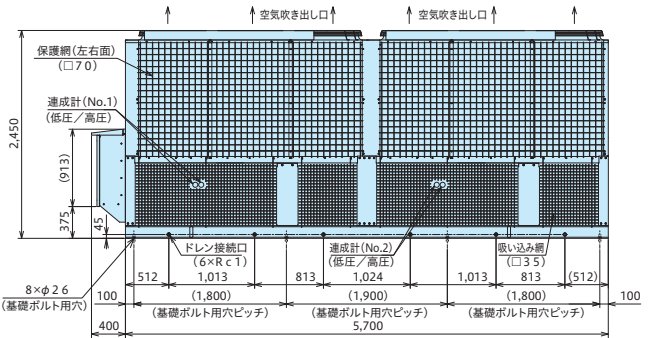 空気吹き出し口
空気吹き出し口
保護網(左右面)
(□70)
連成計(No.1)
(低圧／高圧)
2,450
(913)
375
45
ドレン接続口
(6×Rc1)
連成計(No.2)
(低圧／高圧)
吸い込み網
(□35)
512
1,013
813
1,024
1,013
813
(512)
8×φ26
(基礎ボルト用穴)
100
(1,800)
(1,900)
(1,800)
100
(基礎ボルト用穴ピッチ)
(基礎ボルト用穴ピッチ)
(基礎ボルト用穴ピッチ)
400
5,700